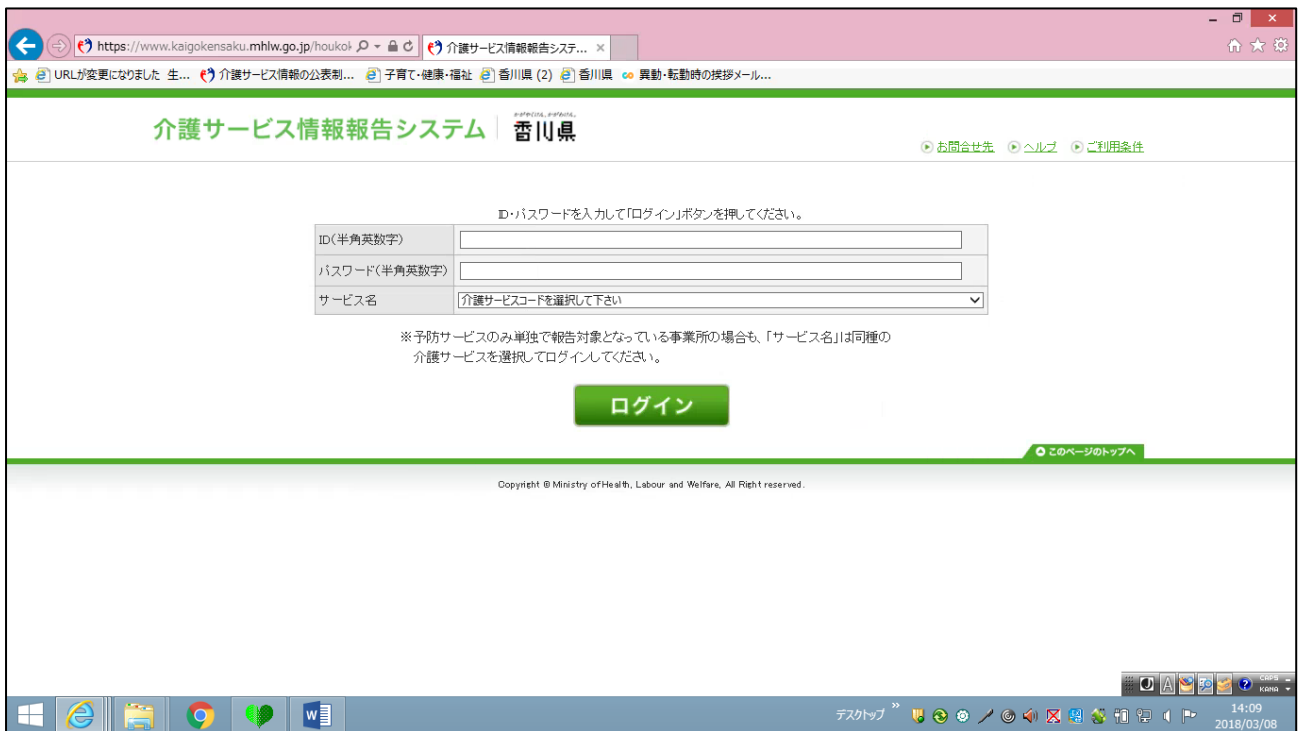 https://www.kaigokensaku.mhlw.go.jp/houkok
介護サービス情報報告システ...
URLが変更になりました 生... 介護サービス情報の公表制... 子育て・健康・福祉 香川県 (2) 香川県 異動・転勤時の挨拶メール...
介護サービス情報報告システム 香川県
お問合せ先 ヘルプ ご利用条件
ID・パスワードを入力して「ログイン」ボタンを押してください。
ID(半角英数字)
パスワード(半角英数字)
サービス名 介護サービスコードを選択して下さい
※予防サービスのみ単独で報告対象となっている事業所の場合も、「サービス名」は同種の
介護サービスを選択してログインしてください。
ログイン
このページのトップへ
Copyright © Ministry of Health, Labour and Welfare, All Right reserved.
A CAPS
KANA
デスクトップ 14:09
2018/03/08